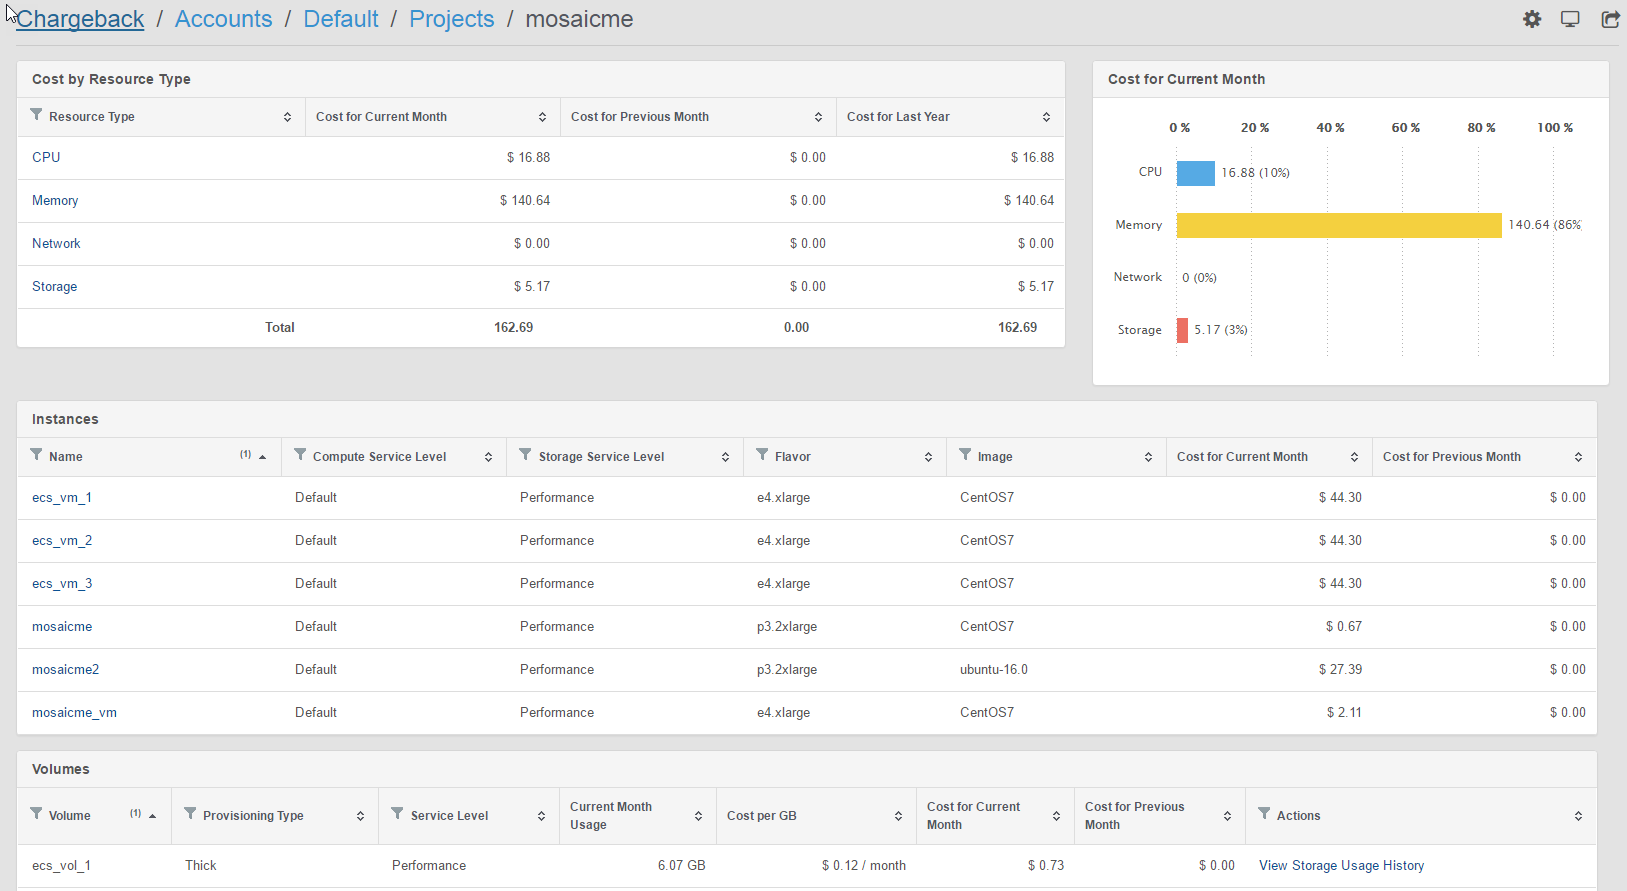 Chargeback / Accounts / Default / Projects / mosaicme
Cost by Resource Type
Resource Type Cost for Current Month Cost for Previous Month Cost for Last Year
CPU $ 16.88 $ 0.00 $ 16.88
Memory $ 140.64 $ 0.00 $ 140.64
Network $ 0.00 $ 0.00 $ 0.00
Storage $ 5.17 $ 0.00 $ 5.17
Total 162.69 0.00 162.69
Cost for Current Month
0 % 20 % 40 % 60 % 80 % 100 %
CPU 16.88 (10%)
Memory 140.64 (86%
Network 0 (0%)
Storage 5.17 (3%)
Instances
Name (1) Compute Service Level Storage Service Level Flavor Image Cost for Current Month Cost for Previous Month
ecs_vm_1 Default Performance e4.xlarge CentOS7 $ 44.30 $ 0.00
ecs_vm_2 Default Performance e4.xlarge CentOS7 $ 44.30 $ 0.00
ecs_vm_3 Default Performance e4.xlarge CentOS7 $ 44.30 $ 0.00
mosaicme Default Performance p3.2xlarge CentOS7 $ 0.67 $ 0.00
mosaicme2 Default Performance p3.2xlarge ubuntu-16.0 $ 27.39 $ 0.00
mosaicme_vm Default Performance e4.xlarge CentOS7 $ 2.11 $ 0.00
Volumes
Volume (1) Provisioning Type Service Level Current Month Usage Cost per GB Cost for Current Month Cost for Previous Month Actions
ecs_vol_1 Thick Performance 6.07 GB $ 0.12 / month $ 0.73 $ 0.00 View Storage Usage History